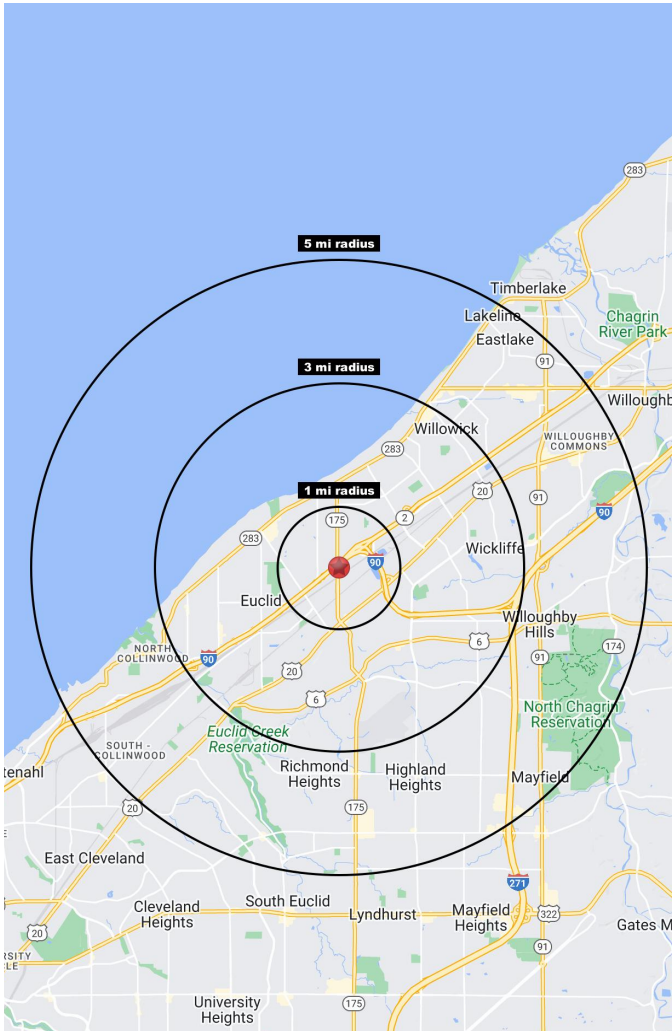 283
5 mi radius
Timberlake
Lakeline
Chagrin
River Park
Eastlake
91
3 mi radius
Willoughb
Willowick
WILLOUGHBY
COMMONS
283
1 mi radius
20
91
175
2
90
283
Wickliffe
90
Euclid
Willoughby
Hills
6
174
NORTH
COLLINWOOD
90
91
20
6
North Chagrin
Reservation
Euclid Creek
Reservation
SOUTH -
COLLINWOOD
Richmond
Heights
Highland
Heights
Mayfield
tenahl
20
175
E
East Cleveland
271
Cleveland
Heights
South Euclid
Lyndhurst
Mayfield
Heights
322
Gates M
20
91
RSITY
LE
University
Heights
175